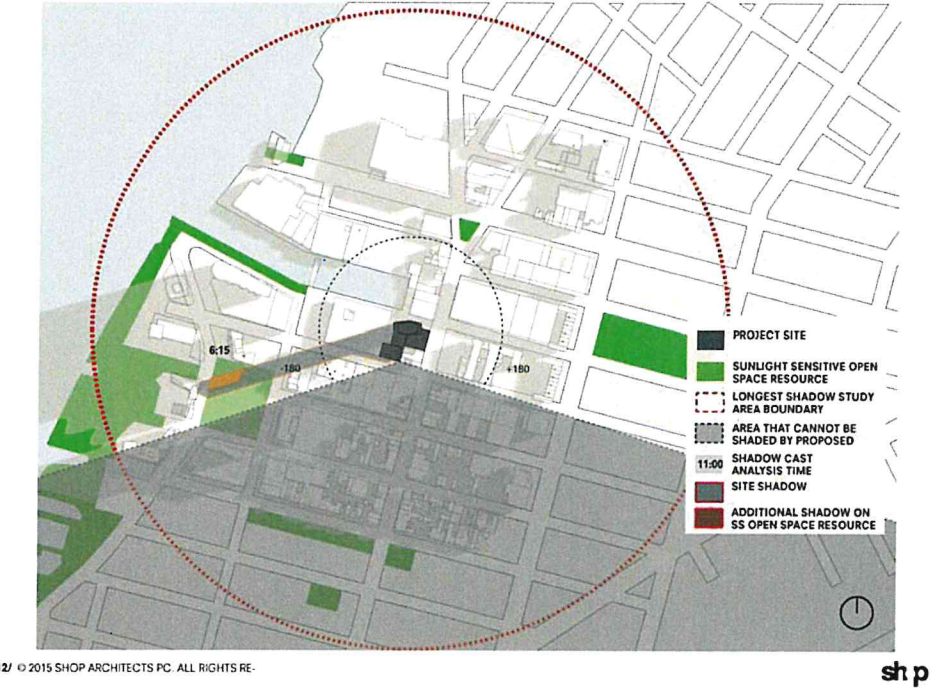 6:15
-180
+180
PROJECT SITE
SUNLIGHT SENSITIVE OPEN
SPACE RESOURCE
LONGEST SHADOW STUDY
AREA BOUNDARY
AREA THAT CANNOT BE
SHADED BY PROPOSED
11:00
SHADOW CAST
ANALYSIS TIME
SITE SHADOW
ADDITIONAL SHADOW ON
SS OPEN SPACE RESOURCE
12/ © 2015 SHOP ARCHITECTS PC. ALL RIGHTS RE-
sh p